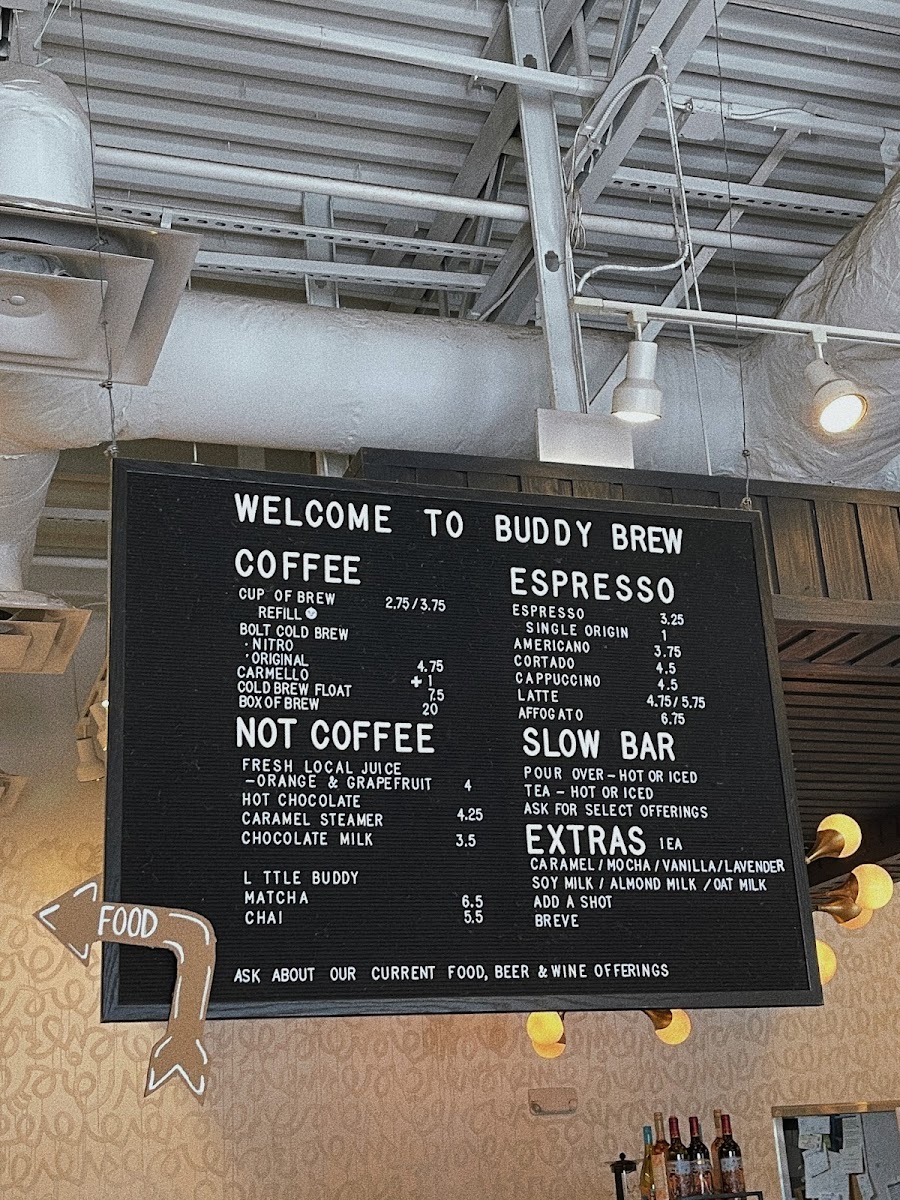 WELCOME TO BUDDY BREW
COFFEE
CUP OF BREW 2.75/3.75
REFILL
BOLT COLD BREW
· NITRO
· ORIGINAL 4.75
CARMELLO + 1
COLD BREW FLOAT 7.5
BOX OF BREW 20
NOT COFFEE
FRESH LOCAL JUICE
-ORANGE & GRAPEFRUIT 4
HOT CHOCOLATE
CARAMEL STEAMER 4.25
CHOCOLATE MILK 3.5
L TTLE BUDDY
MATCHA 6.5
CHAI 5.5
ESPRESSO
ESPRESSO 3.25
SINGLE ORIGIN 1
AMERICANO 3.75
CORTADO 4.5
CAPPUCCINO 4.5
LATTE 4.75/5.75
AFFOGATO 6.75
SLOW BAR
POUR OVER - HOT OR ICED
TEA - HOT OR ICED
ASK FOR SELECT OFFERINGS
EXTRAS 1EA
CARAMEL/MOCHA/VANILLA/LAVENDER
SOY MILK / ALMOND MILK / OAT MILK
ADD A SHOT
BREVE
ASK ABOUT OUR CURRENT FOOD, BEER & WINE OFFERINGS
FOOD